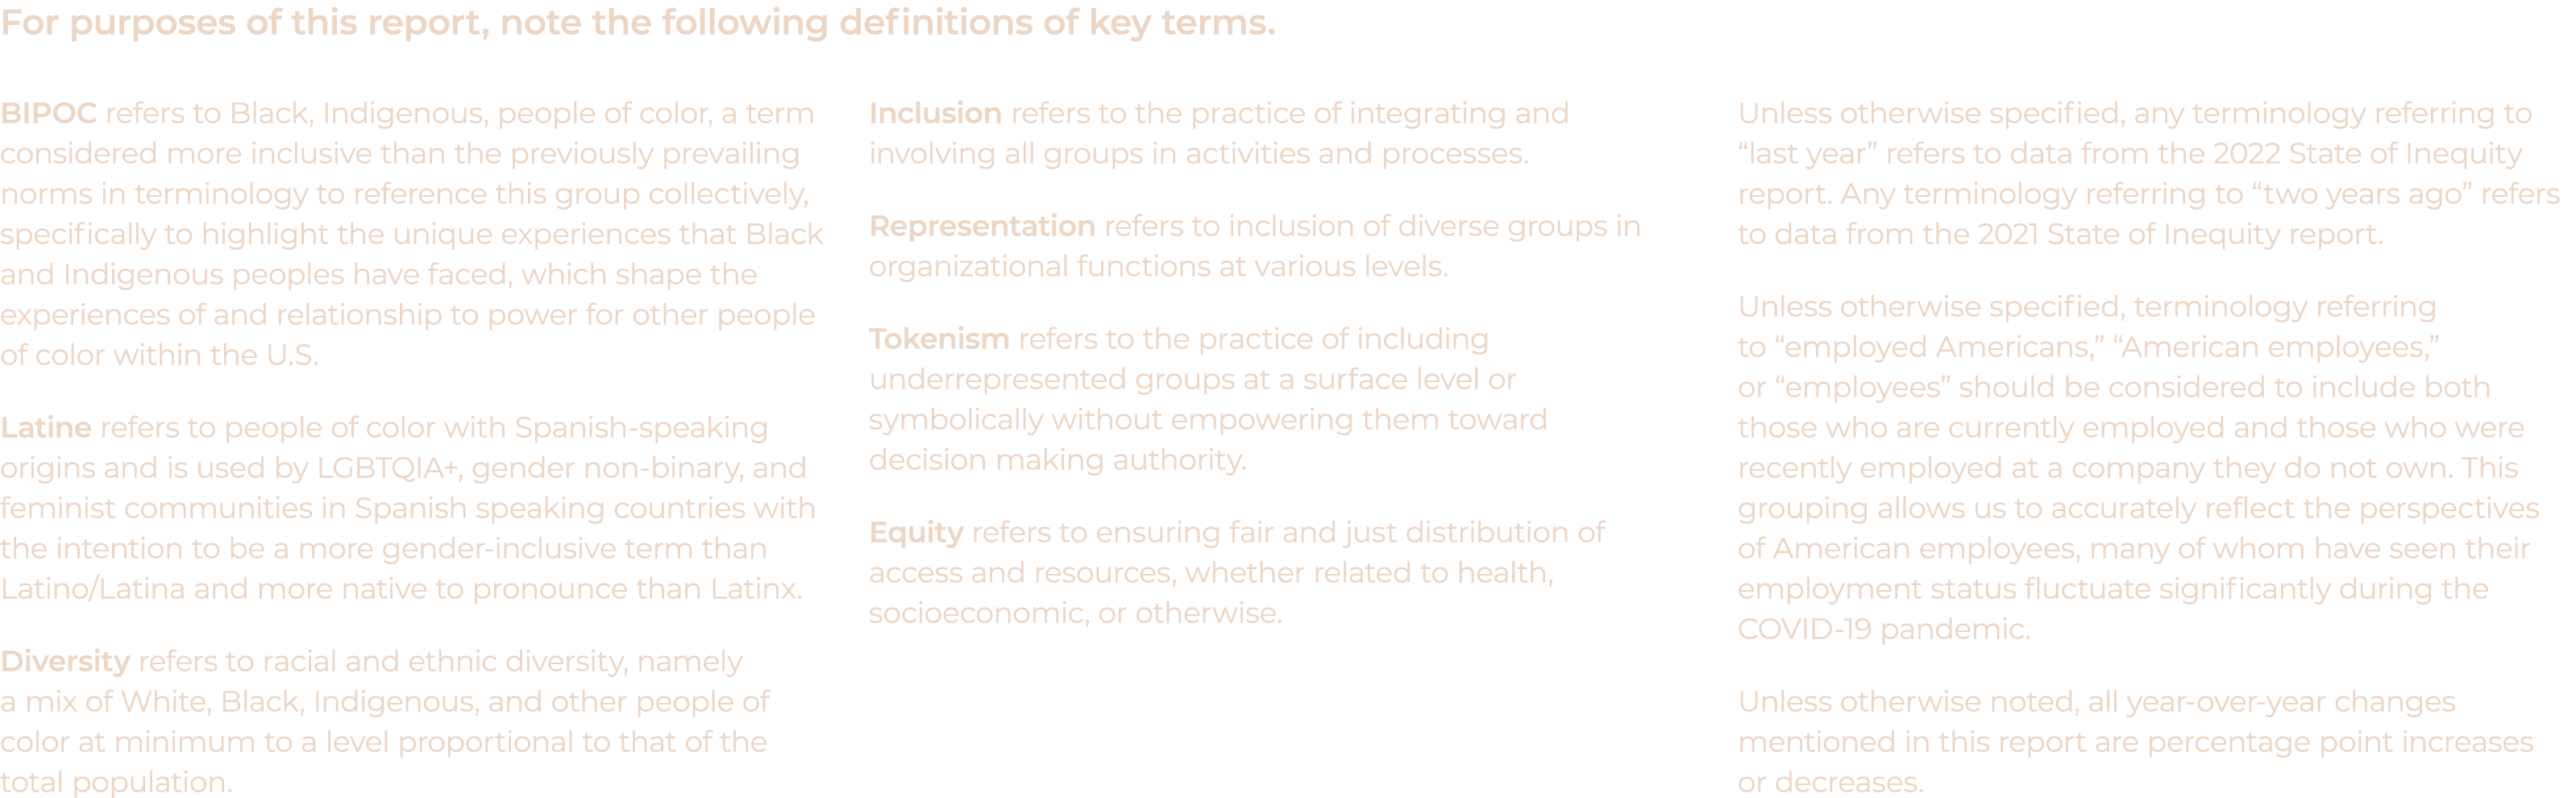 For purposes of this report, note the following definitions of key terms.
BIPOC refers to Black, Indigenous, people of color, a term
considered more inclusive than the previously prevailing
norms in terminology to reference this group collectively,
specifically to highlight the unique experiences that Black
and Indigenous peoples have faced, which shape the
experiences of and relationship to power for other people
of color within the U.S.
Latine refers to people of color with Spanish-speaking
origins and is used by LGBTQIA+, gender non-binary, and
feminist communities in Spanish speaking countries with
the intention to be a more gender-inclusive term than
Latino/Latina and more native to pronounce than Latinx.
Diversity refers to racial and ethnic diversity, namely
a mix of White, Black, Indigenous, and other people of
color at minimum to a level proportional to that of the
total population.
Inclusion refers to the practice of integrating and
involving all groups in activities and processes.
Representation refers to inclusion of diverse groups in
organizational functions at various levels.
Tokenism refers to the practice of including
underrepresented groups at a surface level or
symbolically without empowering them toward
decision making authority.
Equity refers to ensuring fair and just distribution of
access and resources, whether related to health,
socioeconomic, or otherwise.
Unless otherwise specified, any terminology referring to
“last year” refers to data from the 2022 State of Inequity
report. Any terminology referring to “two years ago” refers
to data from the 2021 State of Inequity report.
Unless otherwise specified, terminology referring
to “employed Americans,” “American employees,”
or “employees” should be considered to include both
those who are currently employed and those who were
recently employed at a company they do not own. This
grouping allows us to accurately reflect the perspectives
of American employees, many of whom have seen their
employment status fluctuate significantly during the
COVID-19 pandemic.
Unless otherwise noted, all year-over-year changes
mentioned in this report are percentage point increases
or decreases.